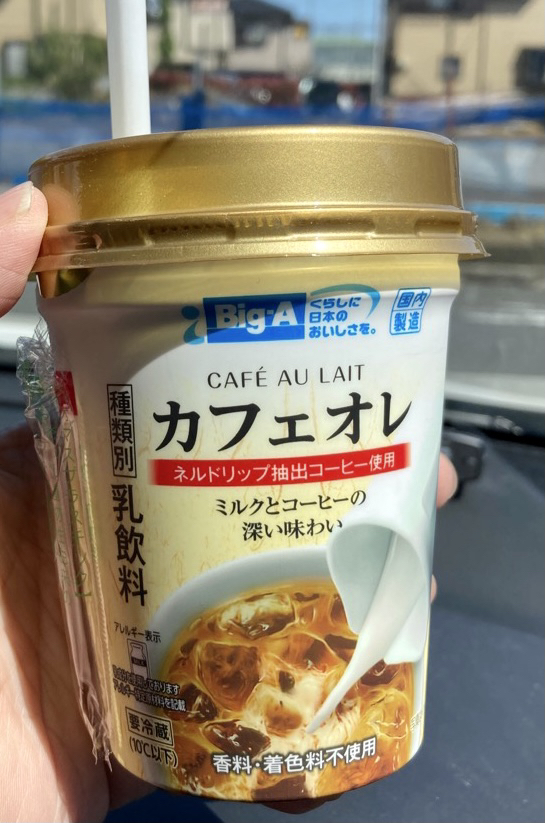 Big-A
くらしに
日本の
おいしさを。
国内
製造
CAFÉ AU LAIT
カフェオレ
ネルドリップ抽出コーヒー使用
ミルクとコーヒーの
深い味わい
種類別
乳飲料
アレルギー表示
要冷蔵
(10℃以下)
香料・着色料不使用